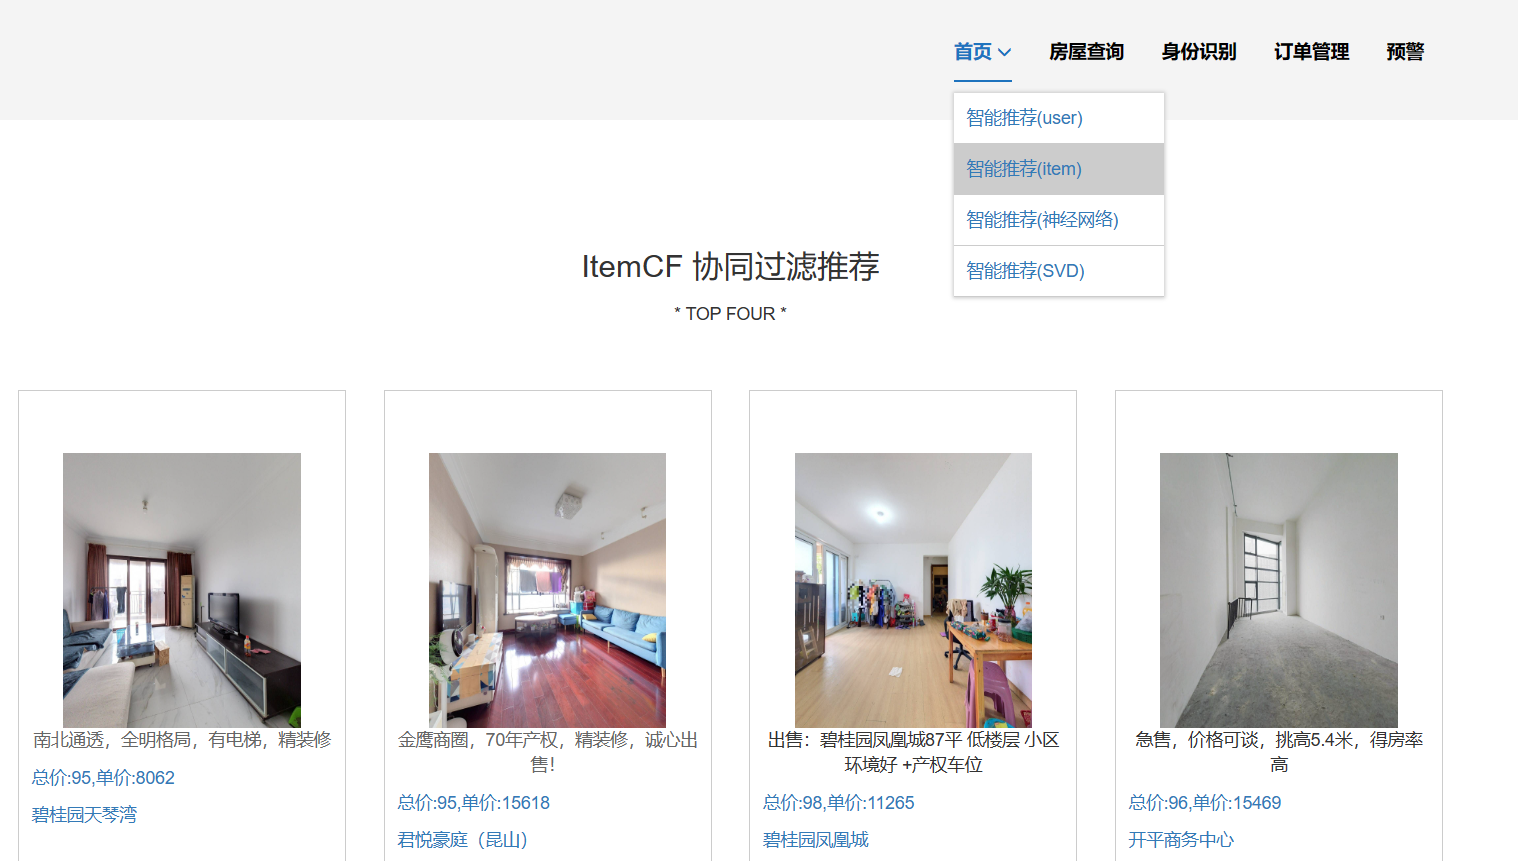 首页 房屋查询 身份识别 订单管理 预警
智能推荐(user)
智能推荐(item)
智能推荐(神经网络)
智能推荐(SVD)
ItemCF 协同过滤推荐
* TOP FOUR *
南北通透，全明格局，有电梯，精装修
总价:95,单价:8062
碧桂园天琴湾
金鹰商圈，70年产权，精装修，诚心出
售！
总价:95,单价:15618
君悦豪庭（昆山）
出售：碧桂园凤凰城87平 低楼层 小区
环境好 +产权车位
总价:98,单价:11265
碧桂园凤凰城
急售，价格可谈，挑高5.4米，得房率
高
总价:96,单价:15469
开平商务中心